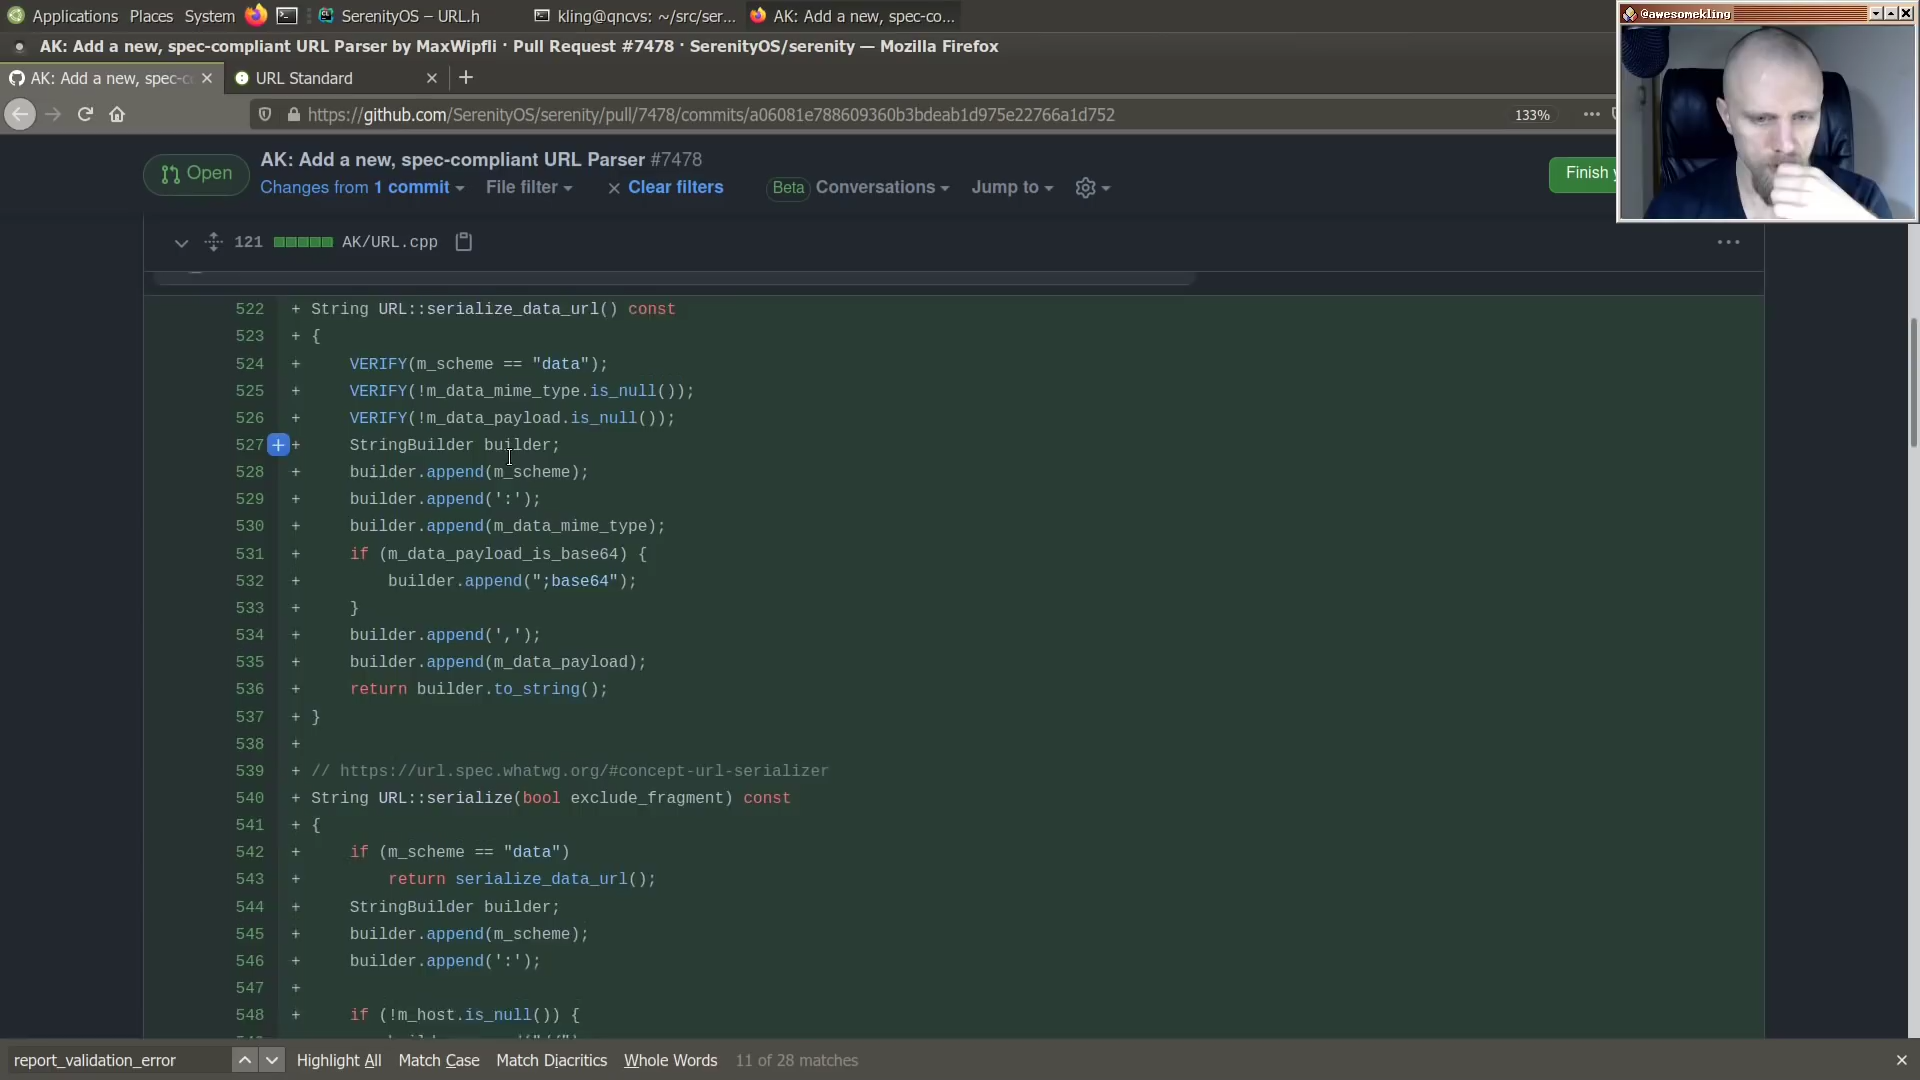 Applications Places System SerenityOS – URL.h kling@qncvs: ~/src/ser... AK: Add a new, spec-co...
@awesomekling
AK: Add a new, spec-compliant URL Parser by MaxWipfli · Pull Request #7478 · SerenityOS/serenity — Mozilla Firefox
AK: Add a new, spec-c × URL Standard × +
https://github.com/SerenityOS/serenity/pull/7478/commits/a06081e788609360b3bdeab1d975e22766a1d752 133% ...
Open
AK: Add a new, spec-compliant URL Parser #7478
Changes from 1 commit File filter × Clear filters Beta Conversations Jump to
Finish y
121 AK/URL.cpp ...
522 + String URL::serialize_data_url() const
523 + {
524 + VERIFY(m_scheme == "data");
525 + VERIFY(!m_data_mime_type.is_null());
526 + VERIFY(!m_data_payload.is_null());
527 + + StringBuilder builder;
528 + builder.append(m_scheme);
529 + builder.append(':');
530 + builder.append(m_data_mime_type);
531 + if (m_data_payload_is_base64) {
532 + builder.append(";base64");
533 + }
534 + builder.append(',');
535 + builder.append(m_data_payload);
536 + return builder.to_string();
537 + }
538 +
539 + // https://url.spec.whatwg.org/#concept-url-serializer
540 + String URL::serialize(bool exclude_fragment) const
541 + {
542 + if (m_scheme == "data")
543 + return serialize_data_url();
544 + StringBuilder builder;
545 + builder.append(m_scheme);
546 + builder.append(':');
547 +
548 + if (!m_host.is_null()) {
report_validation_error Highlight All Match Case Match Diacritics Whole Words 11 of 28 matches ×